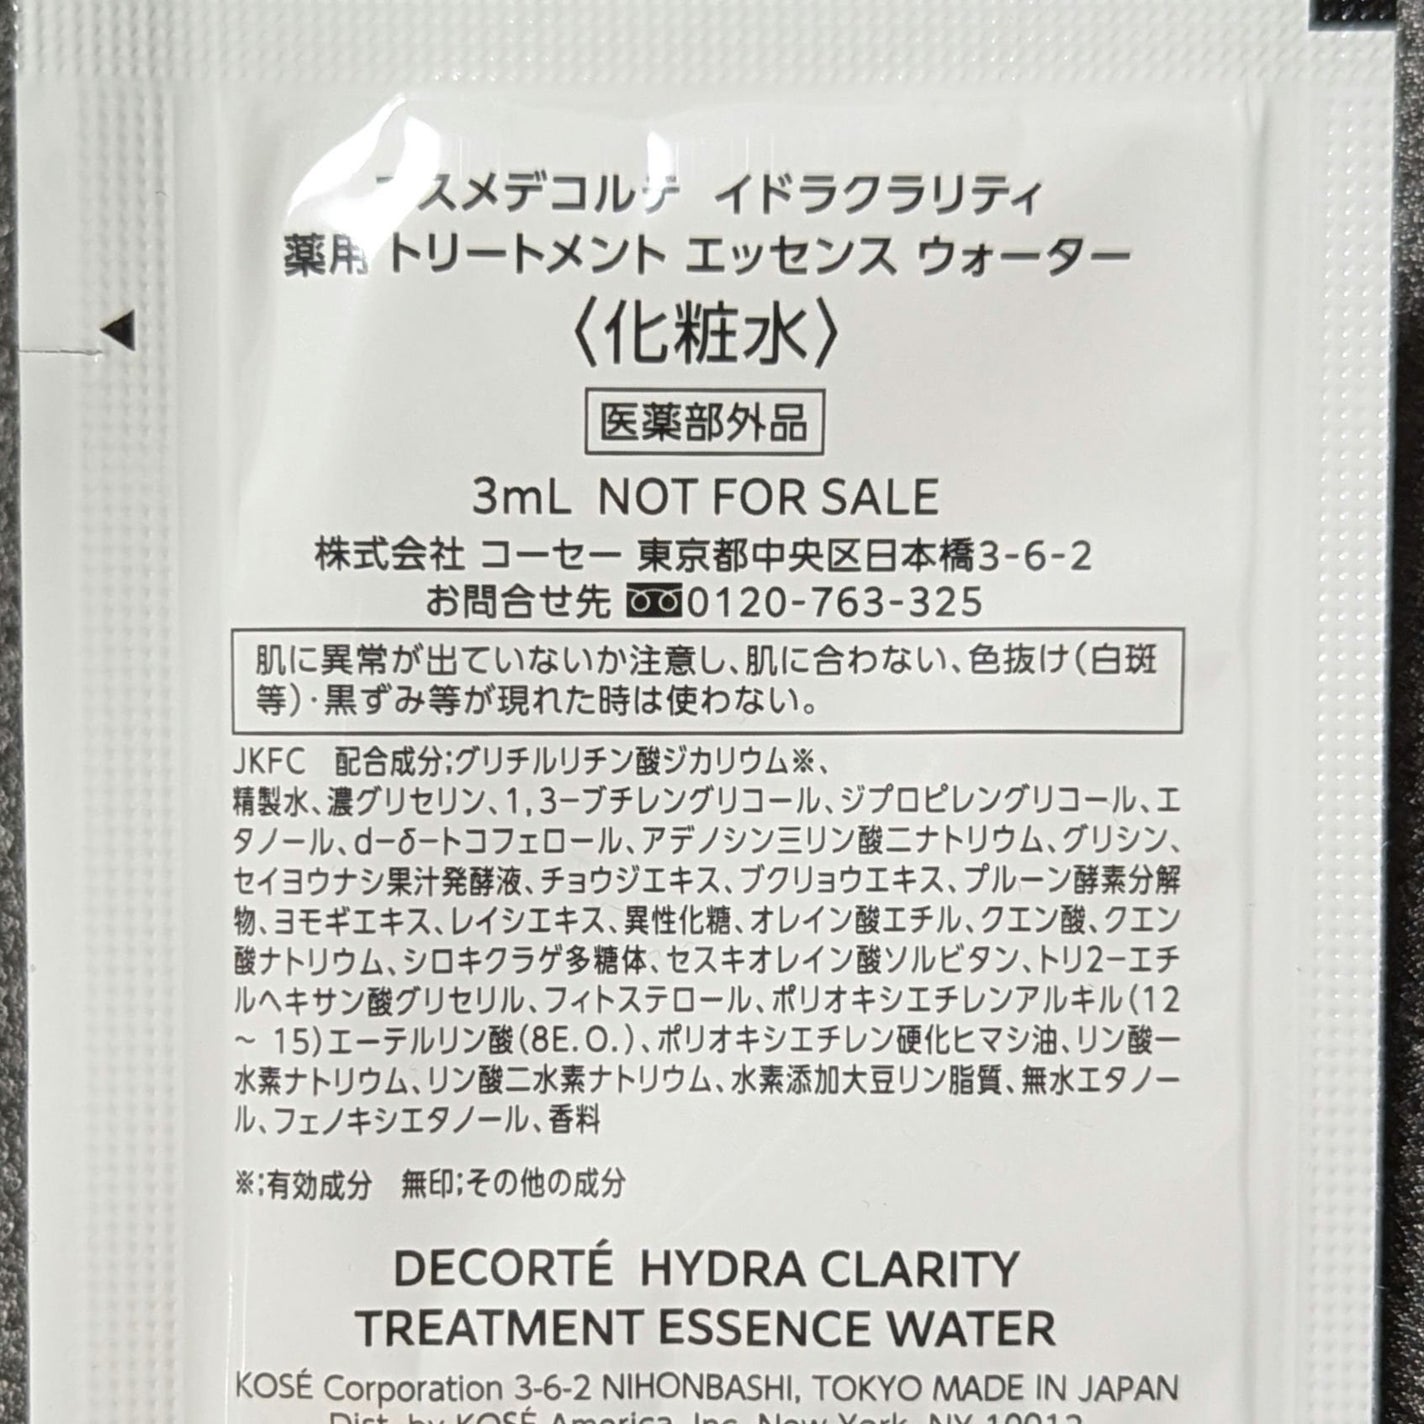 コスメデコルテ イドラクラリティ
薬用 トリートメント エッセンス ウォーター
〈化粧水〉
医薬部外品
3mL NOT FOR SALE
株式会社 コーセー 東京都中央区日本橋3-6-2
お問合せ先 0120-763-325
肌に異常が出ていないか注意し、肌に合わない、色抜け(白斑
等)・黒ずみ等が現れた時は使わない。
JKFC 配合成分;グリチルリチン酸ジカリウム※、
精製水、濃グリセリン、1,3−ブチレングリコール、ジプロピレングリコール、エ
タノール、d−δ−トコフェロール、アデノシン三リン酸二ナトリウム、グリシン、
セイヨウナシ果汁発酵液、チョウジエキス、ブクリョウエキス、プルーン酵素分解
物、ヨモギエキス、レイシエキス、異性化糖、オレイン酸エチル、クエン酸、クエン
酸ナトリウム、シロキクラゲ多糖体、セスキオレイン酸ソルビタン、トリ2−エチ
ルヘキサン酸グリセリル、フィトステロール、ポリオキシエチレンアルキル(12
～ 15)エーテルリン酸(8E.O.)、ポリオキシエチレン硬化ヒマシ油、リン酸一
水素ナトリウム、リン酸二水素ナトリウム、水素添加大豆リン脂質、無水エタノー
ル、フェノキシエタノール、香料
※;有効成分 無印;その他の成分
DECORTÉ HYDRA CLARITY
TREATMENT ESSENCE WATER
KOSÉ Corporation 3-6-2 NIHONBASHI, TOKYO MADE IN JAPAN
Dist. by KOSÉ America, Inc. New York, NY 10012